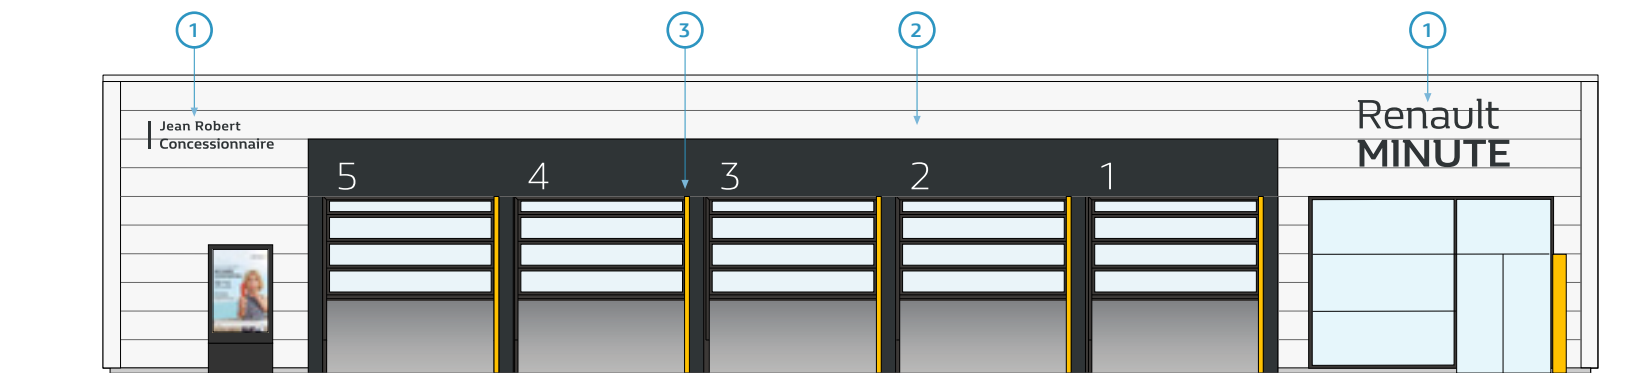 1 3 2 1
Renault
MINUTE
Jean Robert
Concessionnaire
5 4 3 2 1